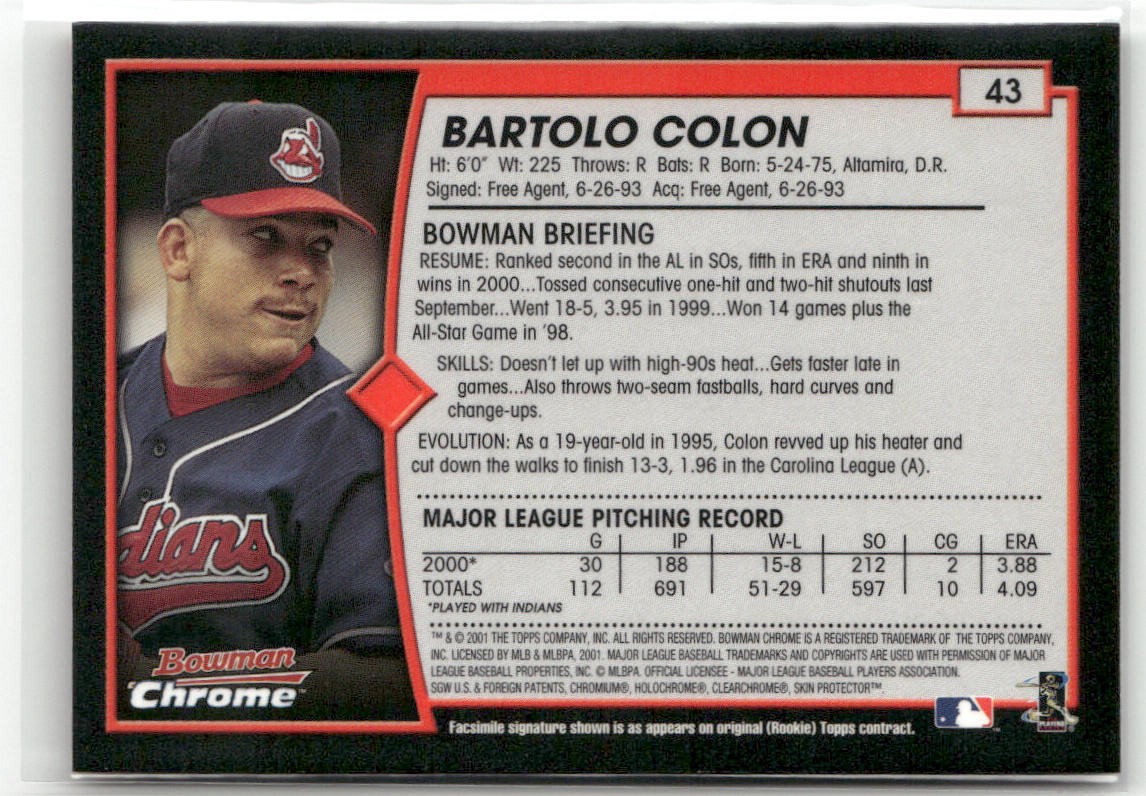 43
BARTOLO COLON
Ht: 6'0" Wt: 225 Throws: R Bats: R Born: 5-24-75, Altamira, D.R.
Signed: Free Agent, 6-26-93 Acq: Free Agent, 6-26-93
BOWMAN BRIEFING
RESUME: Ranked second in the AL in SOs, fifth in ERA and ninth in
wins in 2000...Tossed consecutive one-hit and two-hit shutouts last
September...Went 18-5, 3.95 in 1999...Won 14 games plus the
All-Star Game in '98.
SKILLS: Doesn't let up with high-90s heat...Gets faster late in
games...Also throws two-seam fastballs, hard curves and
change-ups.
EVOLUTION: As a 19-year-old in 1995, Colon revved up his heater and
cut down the walks to finish 13-3, 1.96 in the Carolina League (A).
MAJOR LEAGUE PITCHING RECORD
G IP W-L SO CG ERA
2000* 30 188 15-8 212 2 3.88
TOTALS 112 691 51-29 597 10 4.09
*PLAYED WITH INDIANS
™ & © 2001 THE TOPPS COMPANY, INC. ALL RIGHTS RESERVED. BOWMAN CHROME IS A REGISTERED TRADEMARK OF THE TOPPS COMPANY,
INC. LICENSED BY MLB & MLBPA, 2001. MAJOR LEAGUE BASEBALL TRADEMARKS AND COPYRIGHTS ARE USED WITH PERMISSION OF MAJOR
LEAGUE BASEBALL PROPERTIES, INC. © MLBPA. OFFICIAL LICENSEE - MAJOR LEAGUE BASEBALL PLAYERS ASSOCIATION.
SGW U.S. & FOREIGN PATENTS, CHROMIUM®, HOLOCHROME®, CLEARCHROME®, SKIN PROTECTOR™.
Facsimile signature shown is as appears on original (Rookie) Topps contract.
dians
Bowman
Chrome™